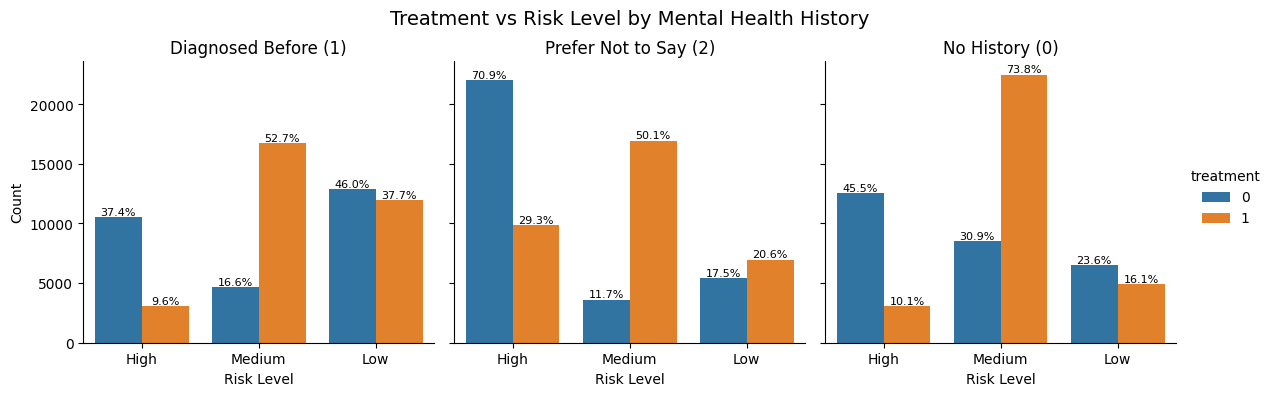 Treatment vs Risk Level by Mental Health History
Diagnosed Before (1)
Prefer Not to Say (2)
No History (0)
Count
20000
15000
10000
5000
0
37.4%
9.6%
16.6%
52.7%
46.0%
37.7%
70.9%
29.3%
11.7%
50.1%
17.5%
20.6%
45.5%
10.1%
30.9%
73.8%
23.6%
16.1%
High Medium Low
Risk Level
High Medium Low
Risk Level
High Medium Low
Risk Level
treatment
0
1